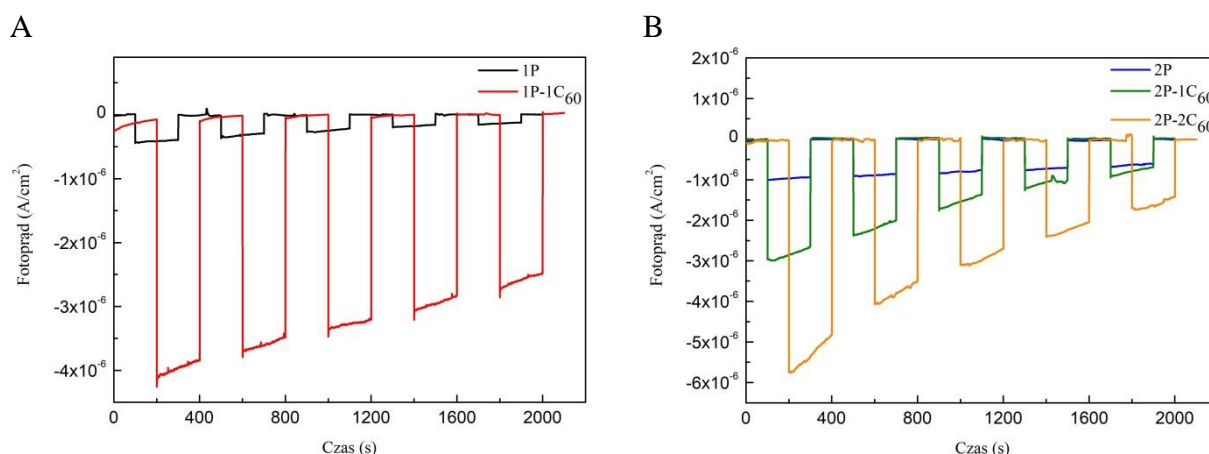 A
1P
1P-1C60
0
-1x10-6
-2x10-6
-3x10-6
-4x10-6
Fotoprąd (A/cm2)
0 400 800 1200 1600 2000
Czas (s)
B
2P
2P-1C60
2P-2C60
2x10-6
1x10-6
0
-1x10-6
-2x10-6
-3x10-6
-4x10-6
-5x10-6
-6x10-6
Fotoprąd (A/cm2)
0 400 800 1200 1600 2000
Czas (s)